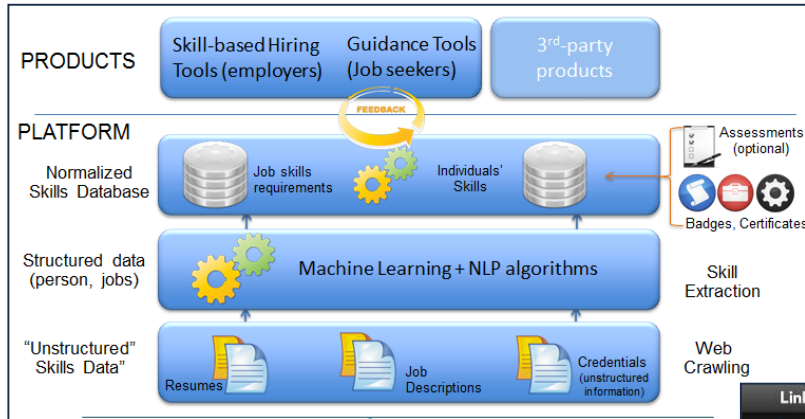 PRODUCTS
Skill-based Hiring
Tools (employers)
Guidance Tools
(Job seekers)
3rd-party
products
FEEDBACK
PLATFORM
Normalized
Skills Database
Job skills
requirements
Individuals'
Skills
Assessments
(optional)
Badges, Certificates
Structured data
(person, jobs)
Machine Learning + NLP algorithms
Skill
Extraction
"Unstructured"
Skills Data"
Resumes
Job
Descriptions
Credentials
(unstructured
information)
Web
Crawling